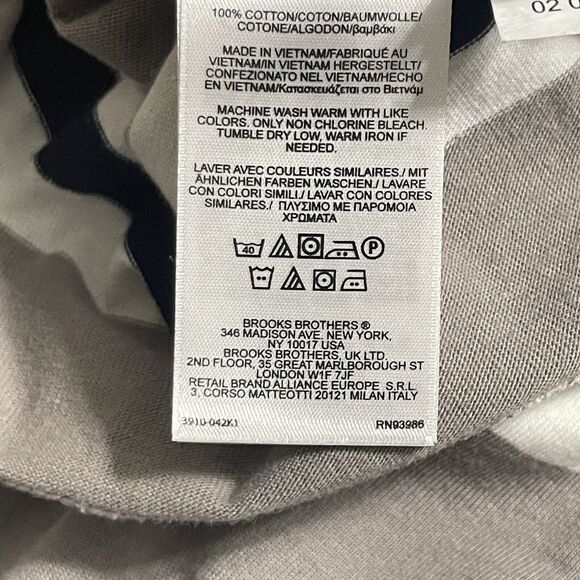 02 0
100% COTTON/COTON/BAUMWOLLE/
COTONE/ALGODON/βαμβάκι
MADE IN VIETNAM/FABRIQUÉ AU
VIETNAM/IN VIETNAM HERGESTELLT/
CONFEZIONATO NEL VIETNAM/HECHO
EN VIETNAM/Κατασκευάζεται στο Βιετνάμ
MACHINE WASH WARM WITH LIKE
COLORS. ONLY NON CHLORINE BLEACH.
TUMBLE DRY LOW, WARM IRON IF
NEEDED.
LAVER AVEC COULEURS SIMILAIRES./ MIT
ÄHNLICHEN FARBEN WASCHEN./ LAVARE
CON COLORI SIMILI./ LAVAR CON COLORES
SIMILARES./ ΠΛΥΣΙΜΟ ΜΕ ΠΑΡΟΜΟΙΑ
ΧΡΩΜΑΤΑ
40 P
BROOKS BROTHERS ®
346 MADISON AVE. NEW YORK,
NY 10017 USA
BROOKS BROTHERS, UK LTD.
2ND FLOOR, 35 GREAT MARLBOROUGH ST
LONDON W1F 7JF
RETAIL BRAND ALLIANCE EUROPE S.R.L.
3, CORSO MATTEOTTI 20121 MILAN ITALY
3910-042K1 RN93986